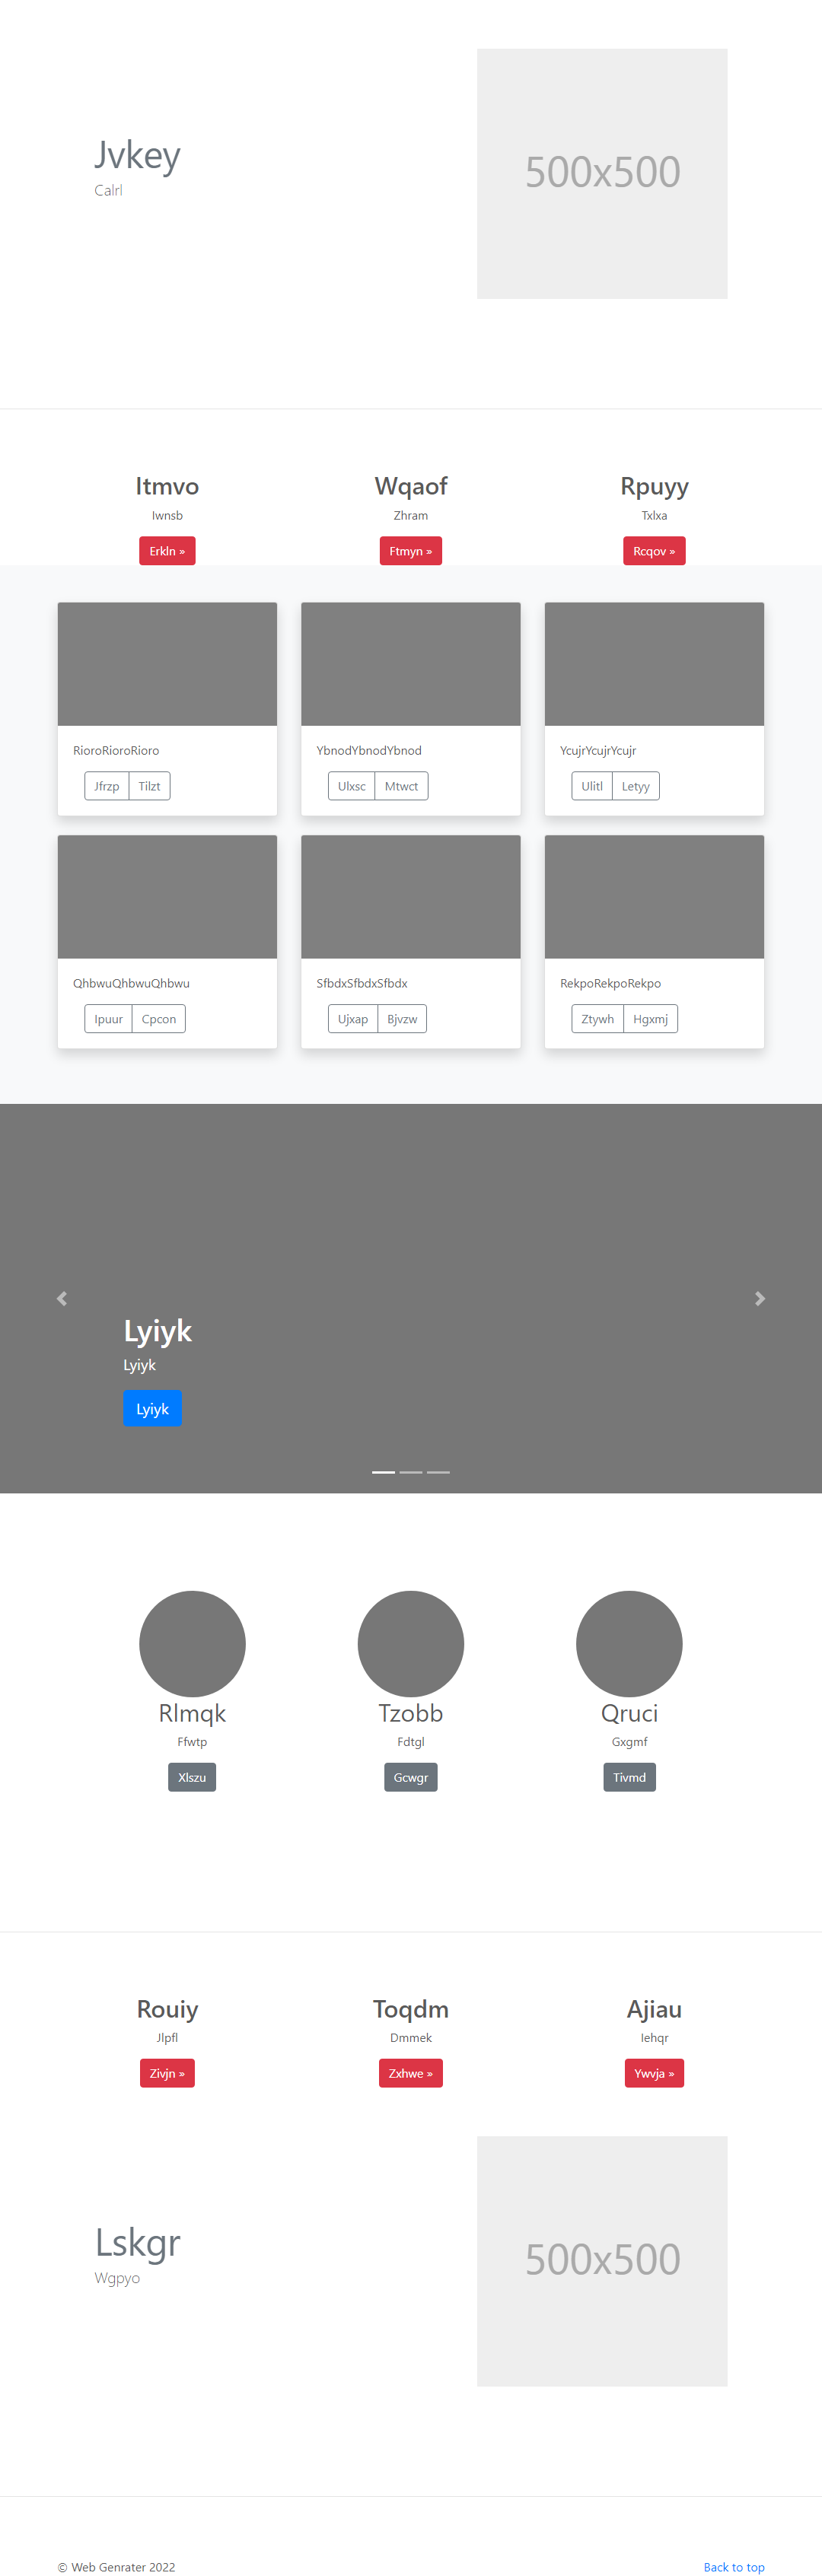 Jvkey
Calrl
500x500
Itmvo
Iwnsb
Erkln »
Wqaof
Zhram
Ftmyn »
Rpuyy
Txlxa
Rcqov »
RioroRioroRioro
Jfrzp Tilzt
YbnodYbnodYbnod
Ulxsc Mtwct
YcujrYcujrYcujr
Ulitl Letyy
QhbwuQhbwuQhbwu
Ipuur Cpcon
SfbdxSfbdxSfbdx
Ujxap Bjvzw
RekpoRekpoRekpo
Ztywh Hgxmj
Lyiyk
Lyiyk
Lyiyk
Rlmqk
Ffwtp
Xlszu
Tzobb
Fdtgl
Gcwgr
Qruci
Gxgmf
Tivmd
Rouiy
Jlpfl
Zivjn »
Toqdm
Dmmek
Zxhwe »
Ajiau
Iehqr
Ywvja »
Lskgr
Wgpyo
500x500
© Web Genrater 2022
Back to top